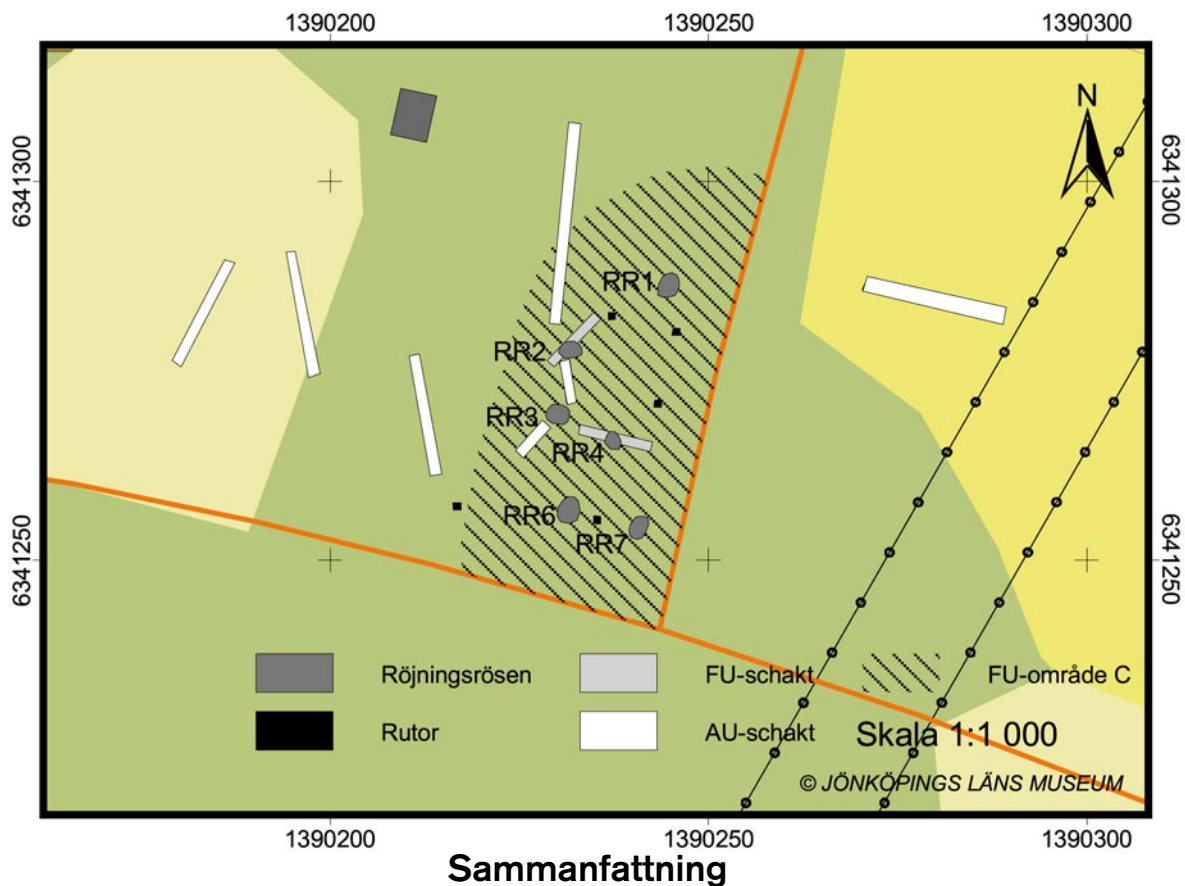 1390200 1390250 1390300
N
6341300 6341300
RR1
RR2
RR3
RR4
RR6
RR7
6341250 6341250
Röjningsrösen FU-schakt FU-område C
Rutor AU-schakt Skala 1:1 000
© JÖNKÖPINGS LÄNS MUSEUM
1390200 1390250 1390300
Sammanfattning